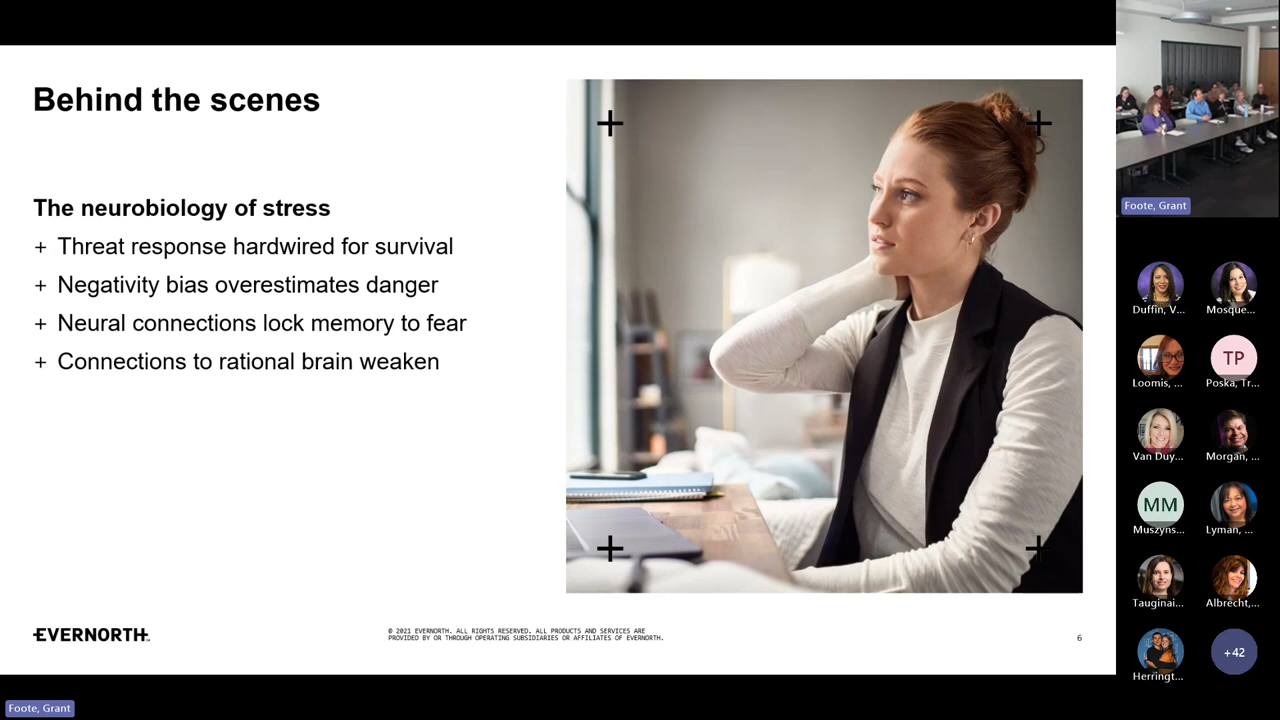 Behind the scenes
The neurobiology of stress
+ Threat response hardwired for survival
+ Negativity bias overestimates danger
+ Neural connections lock memory to fear
+ Connections to rational brain weaken
EVERNORTH
© 2021 EVERNORTH. ALL RIGHTS RESERVED. ALL PRODUCTS AND SERVICES ARE
PROVIDED BY OR THROUGH OPERATING SUBSIDIARIES OR AFFILIATES OF EVERNORTH.
6
Foote, Grant
Foote, Grant
Duffin, V...
Mosque...
Loomis, ...
TP
Poska, Tr...
Van Duy...
Morgan, ...
MM
Muszyns...
Lyman, ...
Tauginai...
Albrecht,...
Herringt...
+42